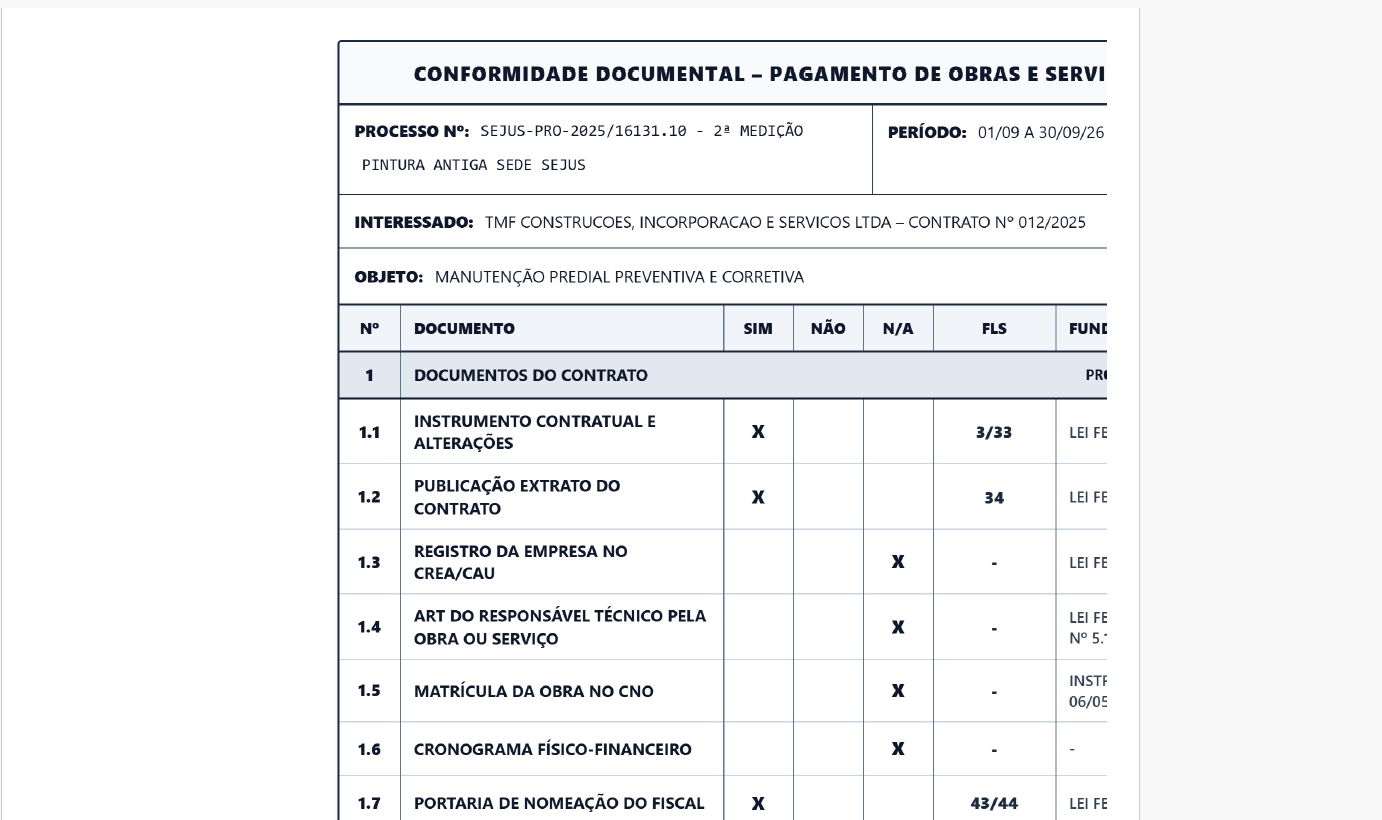 CONFORMIDADE DOCUMENTAL – PAGAMENTO DE OBRAS E SERVI
PROCESSO Nº: SEJUS-PRO-2025/16131.10 - 2ª MEDIÇÃO
PINTURA ANTIGA SEDE SEJUS
PERÍODO: 01/09 A 30/09/26
INTERESSADO: TMF CONSTRUCOES, INCORPORACAO E SERVICOS LTDA – CONTRATO Nº 012/2025
OBJETO: MANUTENÇÃO PREDIAL PREVENTIVA E CORRETIVA
Nº DOCUMENTO SIM NÃO N/A FLS FUND
1 DOCUMENTOS DO CONTRATO PRO
1.1 INSTRUMENTO CONTRATUAL E
ALTERAÇÕES X 3/33 LEI FE
1.2 PUBLICAÇÃO EXTRATO DO
CONTRATO X 34 LEI FE
1.3 REGISTRO DA EMPRESA NO
CREA/CAU X - LEI FE
1.4 ART DO RESPONSÁVEL TÉCNICO PELA
OBRA OU SERVIÇO X - LEI FE
Nº 5.1
1.5 MATRÍCULA DA OBRA NO CNO X - INSTR
06/05
1.6 CRONOGRAMA FÍSICO-FINANCEIRO X - -
1.7 PORTARIA DE NOMEAÇÃO DO FISCAL X 43/44 LEI FE